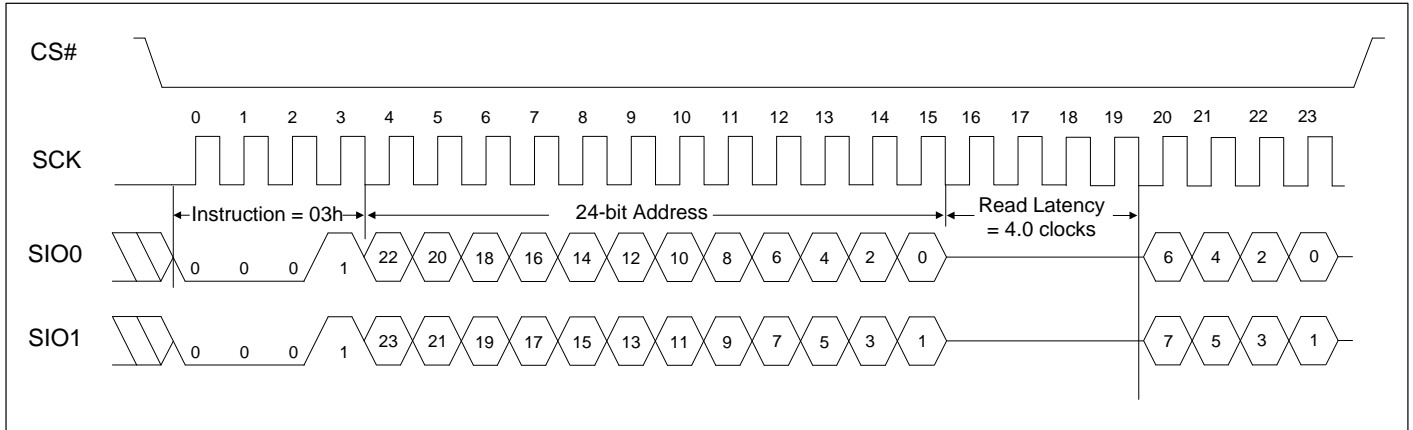 CS#
0 1 2 3 4 5 6 7 8 9 10 11 12 13 14 15 16 17 18 19 20 21 22 23
SCK
Instruction = 03h 24-bit Address Read Latency
= 4.0 clocks
SIO0 0 0 0 1 22 20 18 16 14 12 10 8 6 4 2 0 6 4 2 0
SIO1 0 0 0 1 23 21 19 17 15 13 11 9 7 5 3 1 7 5 3 1